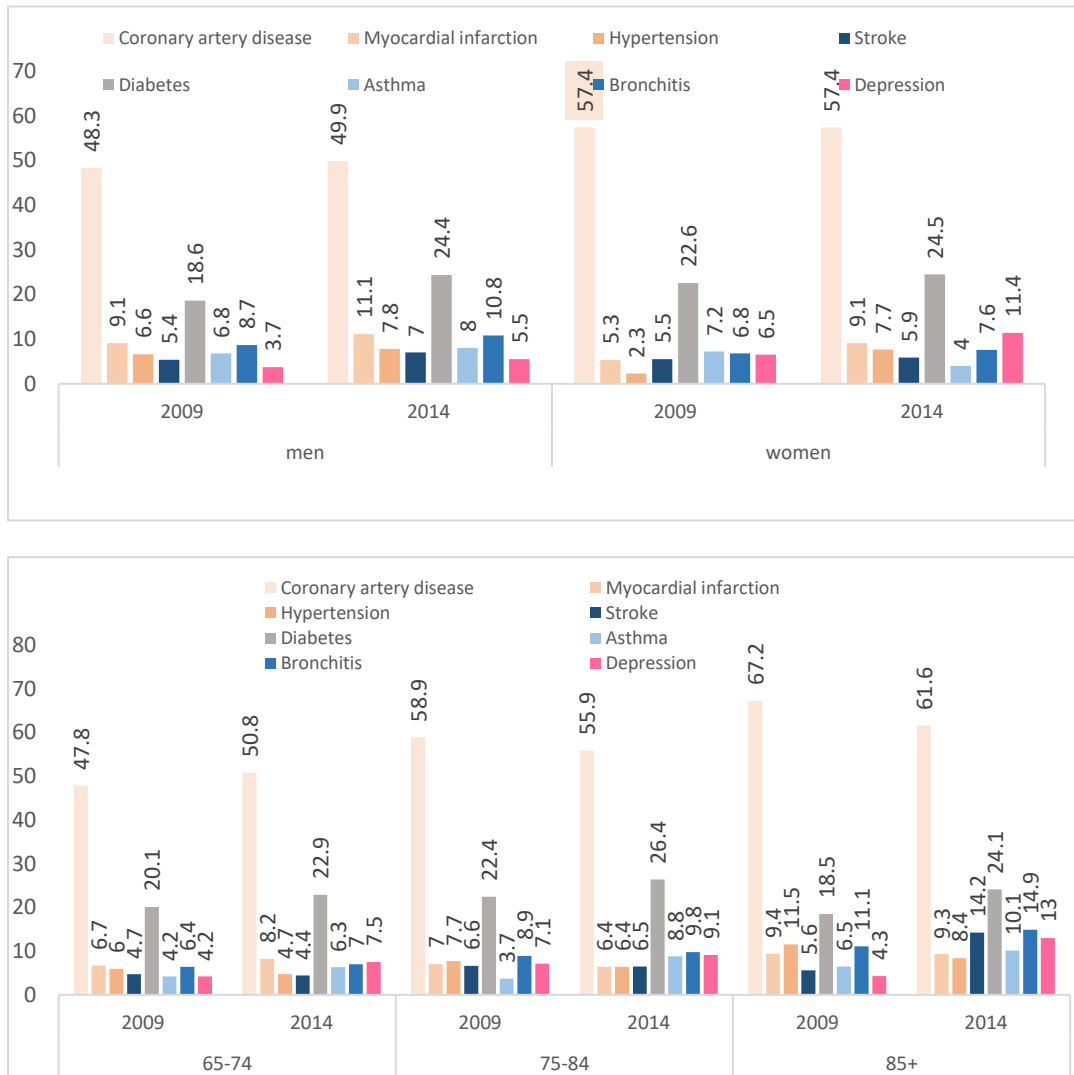 Coronary artery disease Myocardial infarction Hypertension Stroke
Diabetes Asthma Bronchitis Depression
70
60
50
40
30
20
10
0
48.3 9.1 6.6 5.4 18.6 6.8 8.7 3.7
49.9 11.1 7.8 7 24.4 8 10.8 5.5
57.4 5.3 2.3 5.5 22.6 7.2 6.8 6.5
57.4 9.1 7.7 5.9 24.5 4 7.6 11.4
2009 2014 2009 2014
men women
Coronary artery disease Myocardial infarction
Hypertension Stroke
Diabetes Asthma
Bronchitis Depression
80
70
60
50
40
30
20
10
0
47.8 6.7 6 4.7 20.1 4.2 6.4 4.2
50.8 8.2 4.7 4.4 22.9 6.3 7 7.5
58.9 7 7.7 6.6 22.4 3.7 8.9 7.1
55.9 6.4 6.4 6.5 26.4 8.8 9.8 9.1
67.2 9.4 11.5 5.6 18.5 6.5 11.1 4.3
61.6 9.3 8.4 14.2 24.1 10.1 14.9 13
2009 2014 2009 2014 2009 2014
65-74 75-84 85+